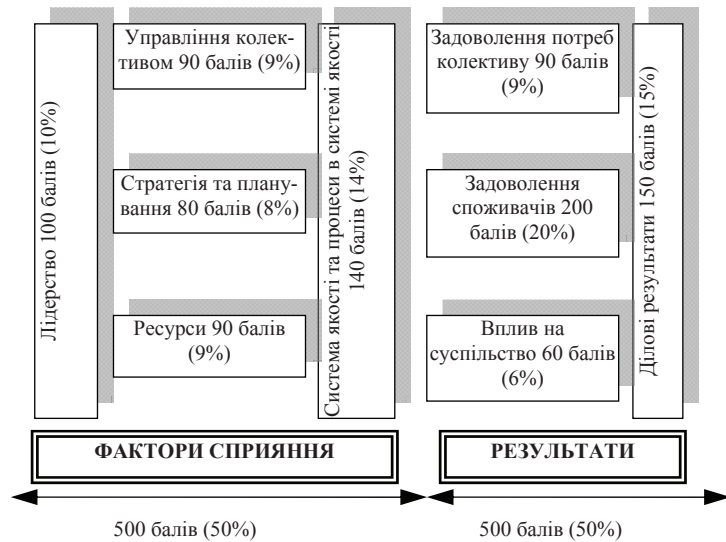 Лідерство 100 балів (10%)
Управління колек-
тивом 90 балів (9%)
Стратегія та плану-
вання 80 балів (8%)
Ресурси 90 балів
(9%)
Система якості та процеси в системі якості
140 балів (14%)
Задоволення потреб
колективу 90 балів
(9%)
Задоволення
споживачів 200
балів (20%)
Вплив на
суспільство 60 балів
(6%)
Ділові результати 150 балів (15%)
ФАКТОРИ СПРИЯННЯ
РЕЗУЛЬТАТИ
500 балів (50%)
500 балів (50%)